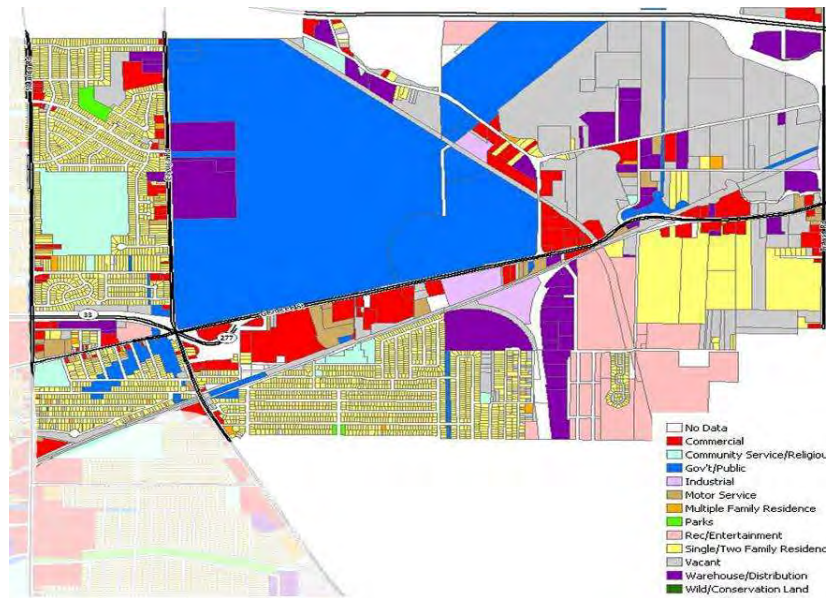 33
277
No Data
Commercial
Community Service/Religiou
Gov't/Public
Industrial
Motor Service
Multiple Family Residence
Parks
Rec/Entertainment
Single/Two Family Residenc
Vacant
Warehouse/Distribution
Wild/Conservation Land